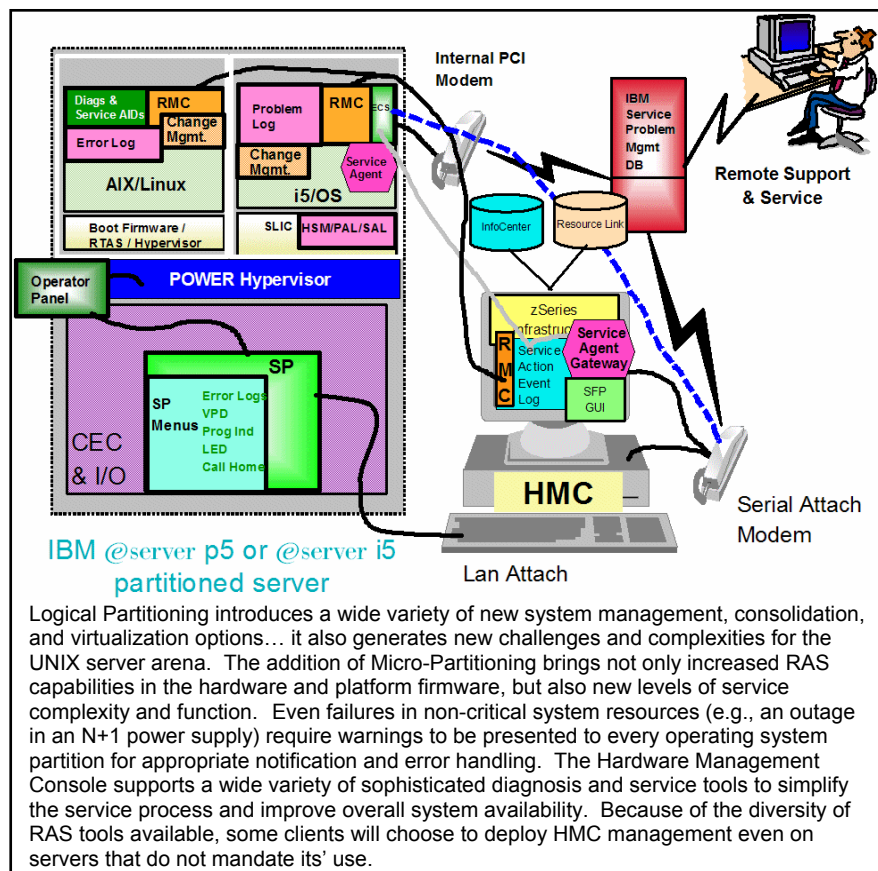 Internal PCI
Modem
Diags &
Service AIDs
RMC
Change
Mgmt.
Error Log
AIX/Linux
Problem
Log
RMC
ECS
Change
Mgmt.
Service
Agent
i5/OS
Boot Firmware /
RTAS / Hypervisor
SLIC
HSM/PAL/SAL
IBM
Service
Problem
Mgmt
DB
Remote Support
& Service
InfoCenter
Resource Link
Operator
Panel
POWER Hypervisor
zSeries
nfrastruc
RMC
Service
Action
Event
Log
Service
Agent
Gateway
SFP
GUI
SP
SP
Menus
Error Logs
VPD
Prog Ind
LED
Call Home
CEC
& I/O
HMC
Serial Attach
Modem
Lan Attach
IBM @server p5 or @server i5
partitioned server
Logical Partitioning introduces a wide variety of new system management, consolidation,
and virtualization options… it also generates new challenges and complexities for the
UNIX server arena.  The addition of Micro-Partitioning brings not only increased RAS
capabilities in the hardware and platform firmware, but also new levels of service
complexity and function.  Even failures in non-critical system resources (e.g., an outage
in an N+1 power supply) require warnings to be presented to every operating system
partition for appropriate notification and error handling.  The Hardware Management
Console supports a wide variety of sophisticated diagnosis and service tools to simplify
the service process and improve overall system availability.  Because of the diversity of
RAS tools available, some clients will choose to deploy HMC management even on
servers that do not mandate its' use.